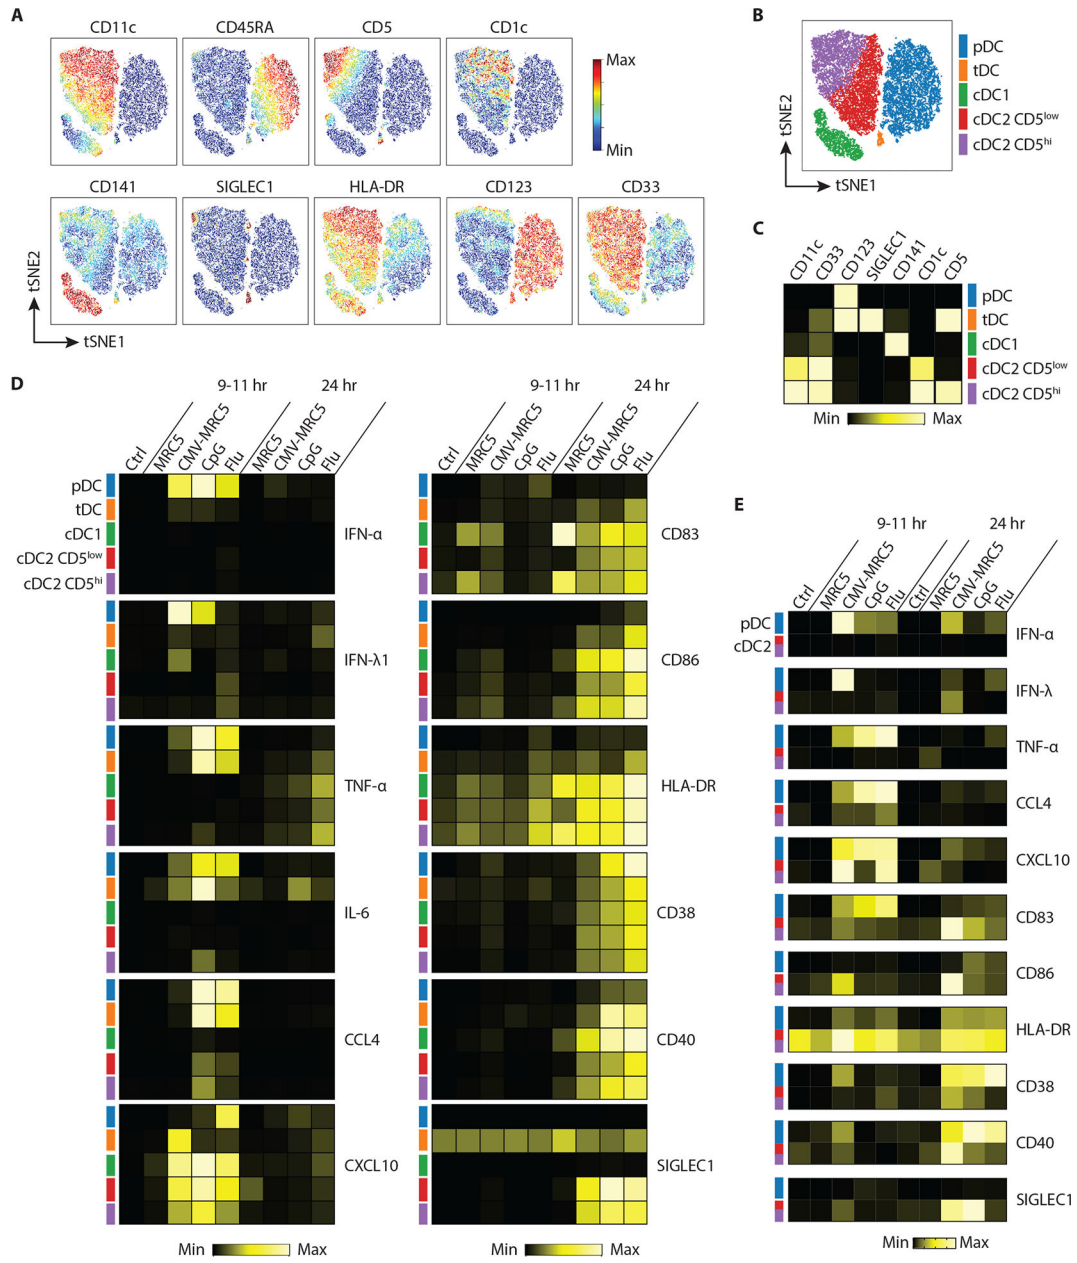 A
CD11c
CD45RA
CD5
CD1c
Max
Min
CD141
SIGLEC1
HLA-DR
CD123
CD33
tSNE2
tSNE1
B
tSNE2
tSNE1
pDC
tDC
cDC1
cDC2 CD5low
cDC2 CD5hi
C
CD11c
CD33
CD123
SIGLEC1
CD141
CD1c
CD5
pDC
tDC
cDC1
cDC2 CD5low
cDC2 CD5hi
Min
Max
D
9-11 hr
24 hr
Ctrl
MRC5
CMV-MRC5
CpG
Flu
MRC5
CMV-MRC5
CpG
Flu
pDC
tDC
cDC1
cDC2 CD5low
cDC2 CD5hi
IFN-α
IFN-λ1
TNF-α
IL-6
CCL4
CXCL10
Min
Max
9-11 hr
24 hr
Ctrl
MRC5
CMV-MRC5
CpG
Flu
MRC5
CMV-MRC5
CpG
Flu
CD83
CD86
HLA-DR
CD38
CD40
SIGLEC1
Min
Max
E
9-11 hr
24 hr
Ctrl
MRC5
CMV-MRC5
CpG
Flu
Ctrl
MRC5
CMV-MRC5
CpG
Flu
pDC
cDC2
IFN-α
IFN-λ
TNF-α
CCL4
CXCL10
CD83
CD86
HLA-DR
CD38
CD40
SIGLEC1
Min
Max